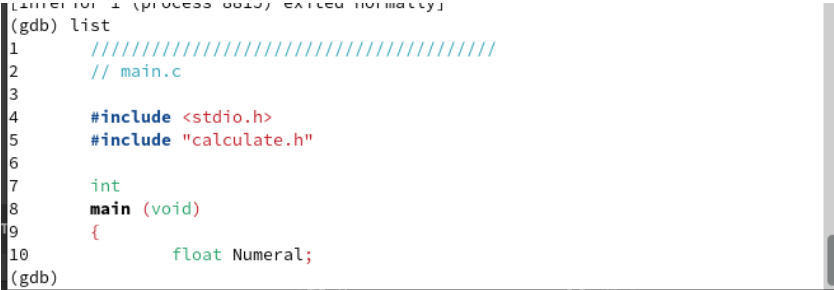 [Inferior 1 (process 8815) exited normally]
(gdb) list
1 ////////////////////////////////////////
2 // main.c
3
4 #include <stdio.h>
5 #include "calculate.h"
6
7 int
8 main (void)
9 {
10 float Numeral;
(gdb)